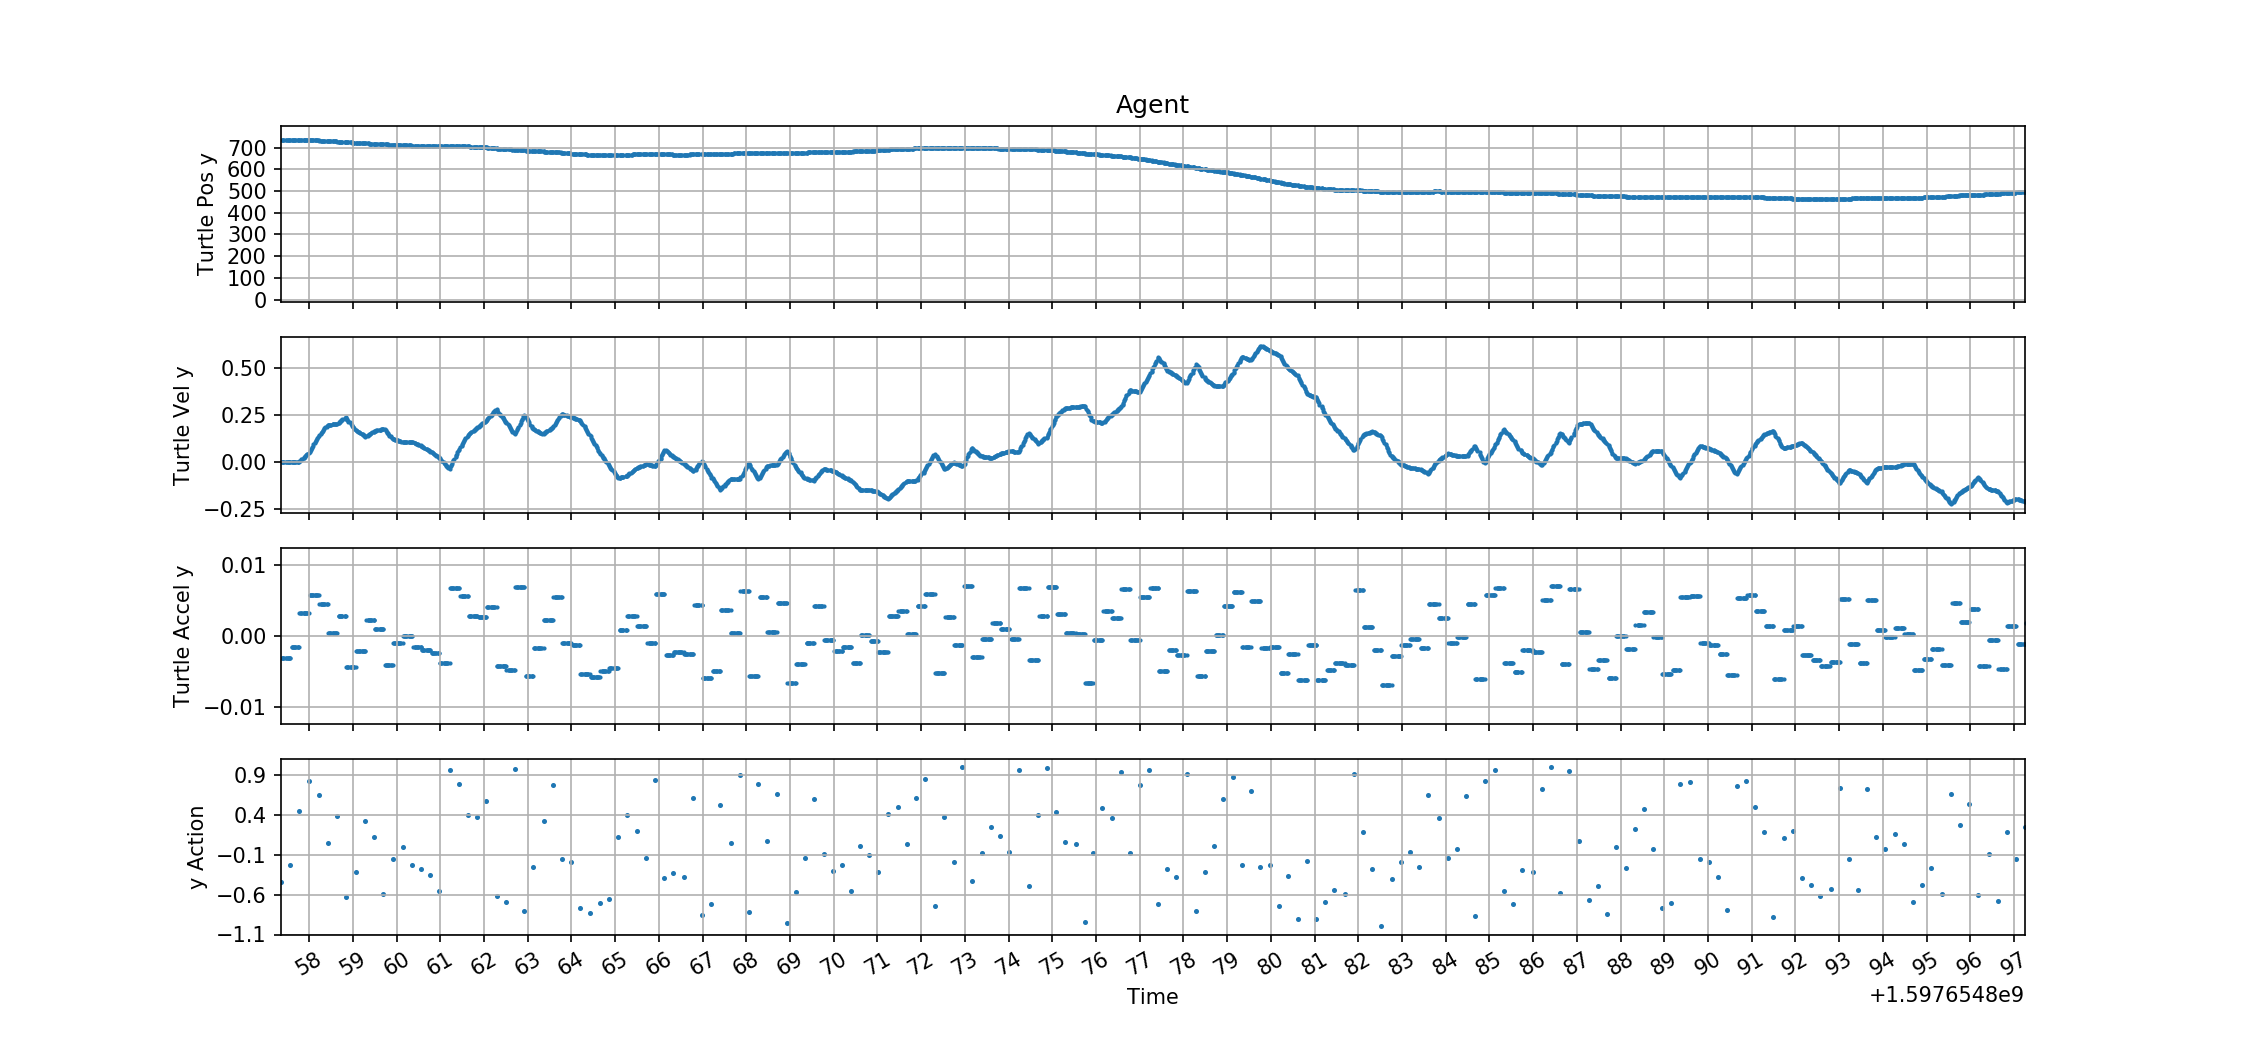 Agent
Turtle Pos y
700
600
500
400
300
200
100
0
Turtle Vel y
0.50
0.25
0.00
−0.25
Turtle Accel y
0.01
0.00
−0.01
y Action
0.9
0.4
−0.1
−0.6
−1.1
58 59 60 61 62 63 64 65 66 67 68 69 70 71 72 73 74 75 76 77 78 79 80 81 82 83 84 85 86 87 88 89 90 91 92 93 94 95 96 97
Time
+1.5976548e9